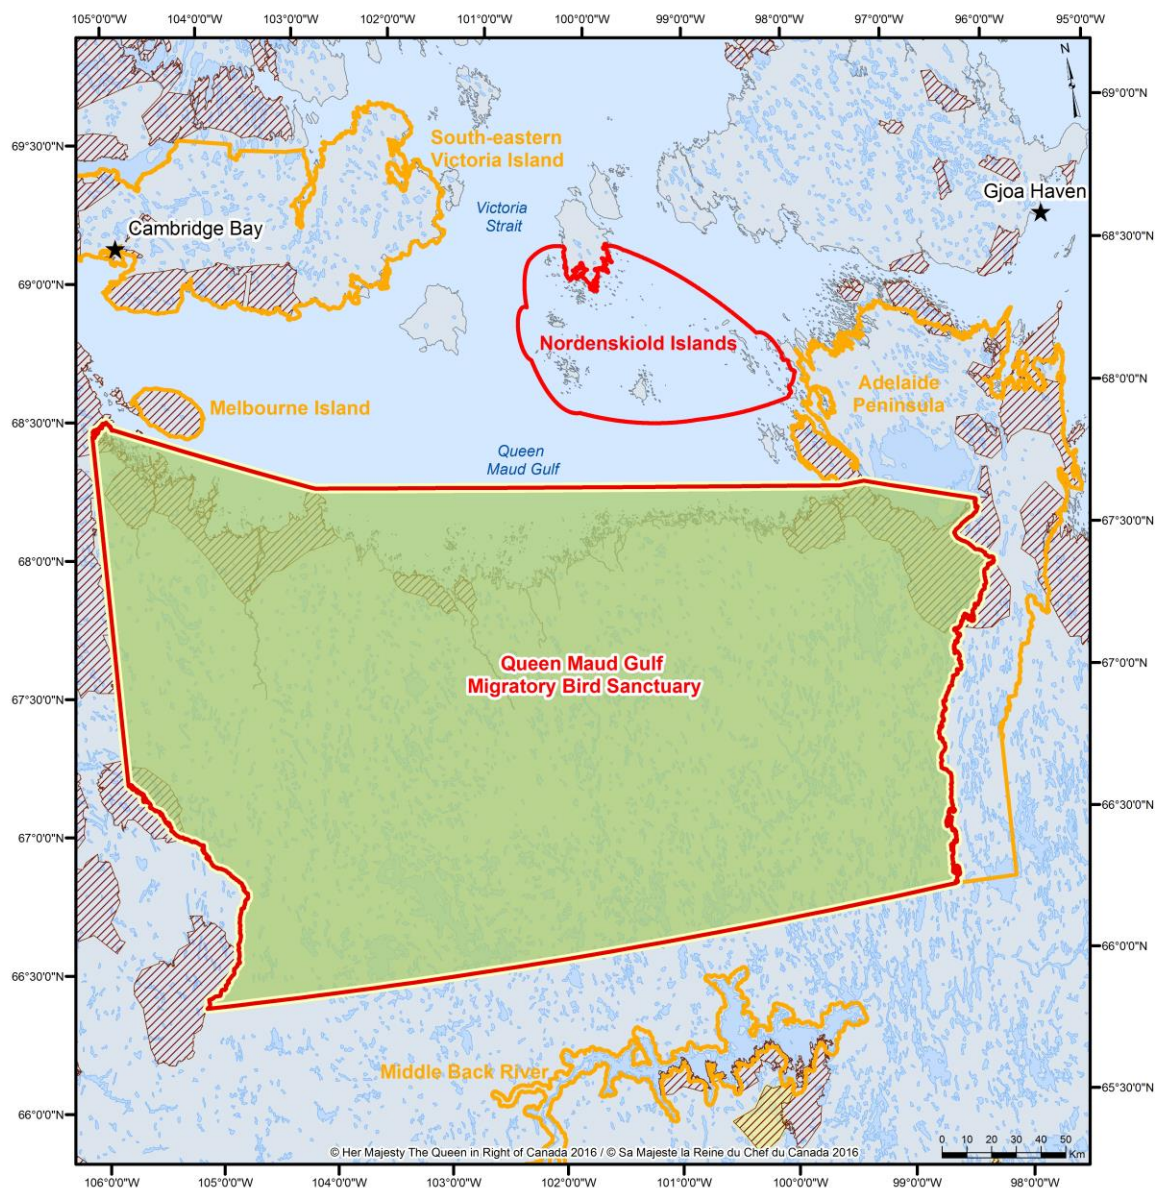 105°0'0"W 104°0'0"W 103°0'0"W 102°0'0"W 101°0'0"W 100°0'0"W 99°0'0"W 98°0'0"W 97°0'0"W 96°0'0"W 95°0'0"W
N
69°0'0"N
69°30'0"N
South-eastern
Victoria Island
Gjoa Haven
Victoria
Strait
Cambridge Bay
68°30'0"N
69°0'0"N
Nordenskiold Islands
68°0'0"N
Adelaide
Peninsula
Melbourne Island
68°30'0"N
Queen
Maud Gulf
67°30'0"N
68°0'0"N
Queen Maud Gulf
Migratory Bird Sanctuary
67°0'0"N
67°30'0"N
66°30'0"N
67°0'0"N
66°0'0"N
66°30'0"N
Middle Back River
65°30'0"N
66°0'0"N
0 10 20 30 40 50
Km
© Her Majesty The Queen in Right of Canada 2016 / © Sa Majeste la Reine du Chef du Canada 2016
106°0'0"W 105°0'0"W 104°0'0"W 103°0'0"W 102°0'0"W 101°0'0"W 100°0'0"W 99°0'0"W 98°0'0"W